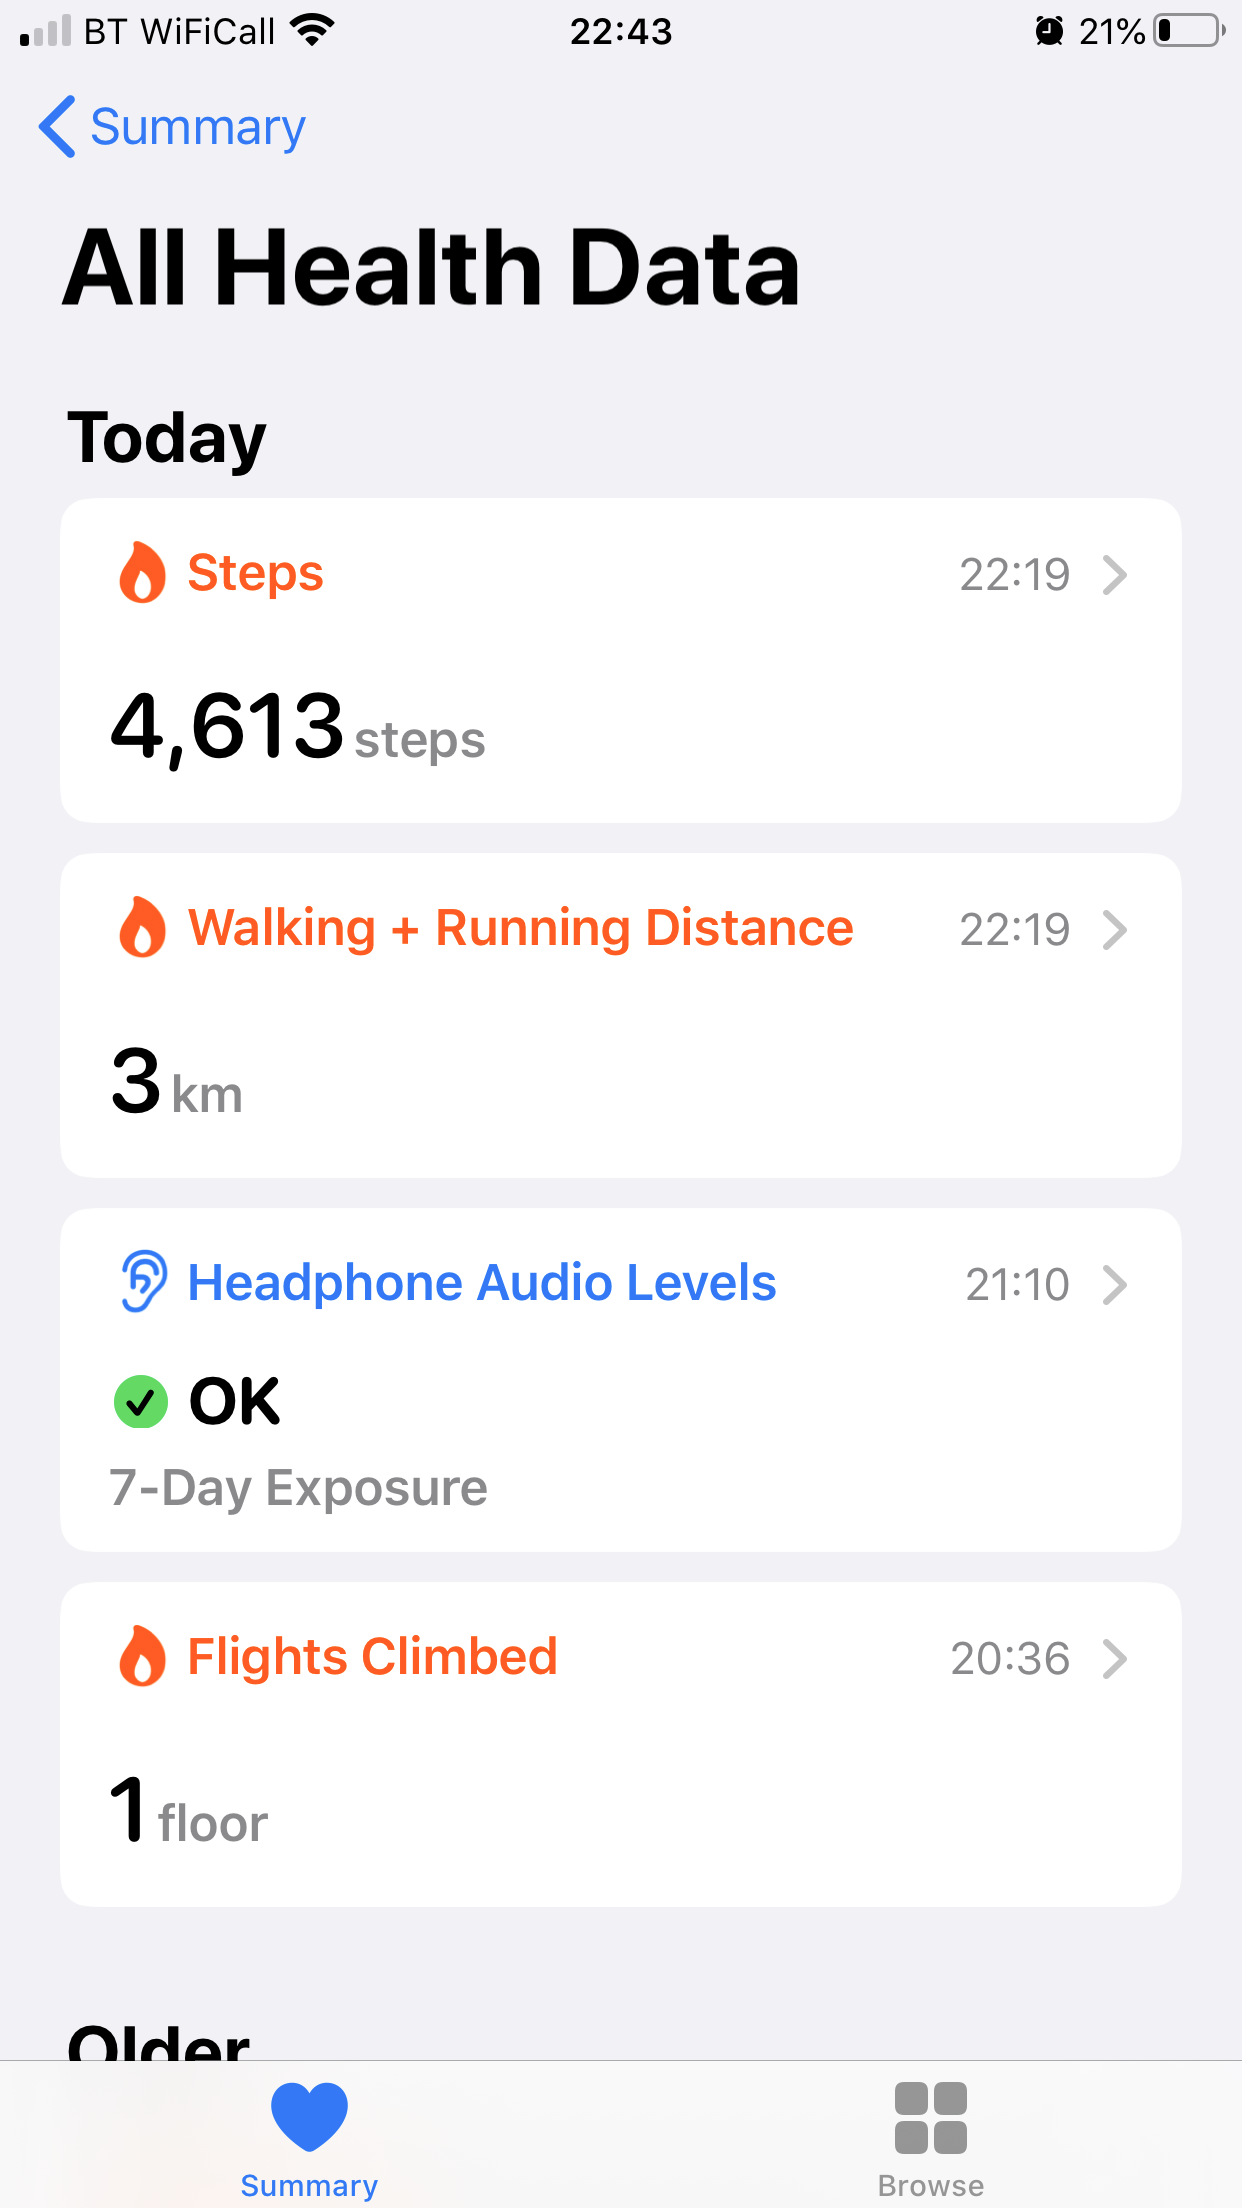 BT WiFiCall 22:43 21%
Summary
All Health Data
Today
Steps 22:19
4,613 steps
Walking + Running Distance 22:19
3 km
Headphone Audio Levels 21:10
OK
7-Day Exposure
Flights Climbed 20:36
1 floor
Older
Summary Browse